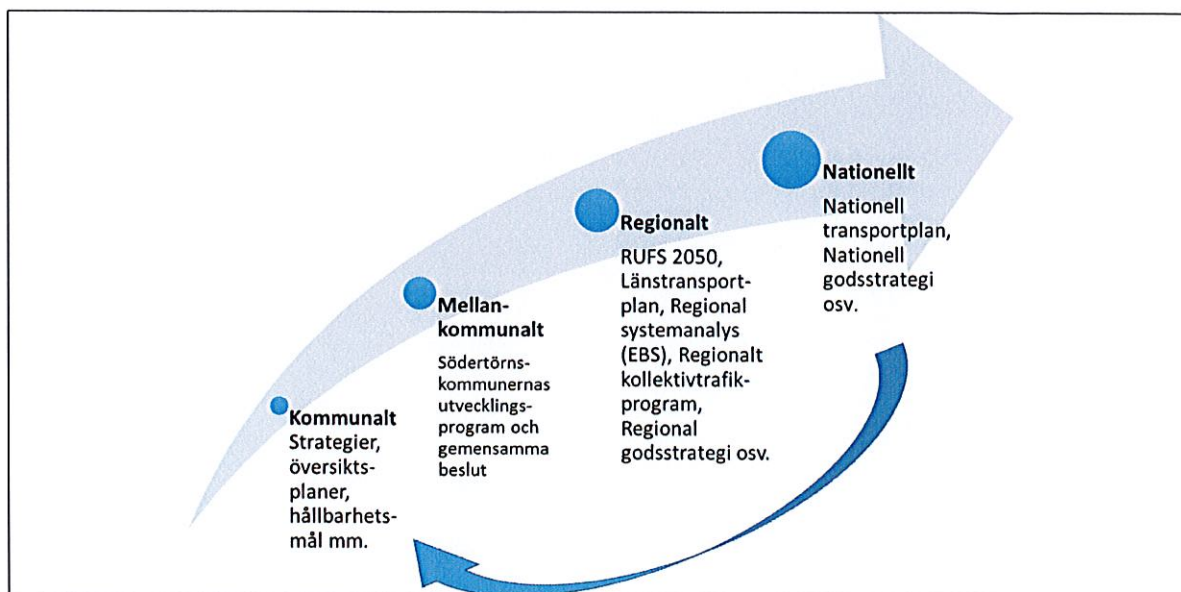 Kommunalt
Strategier,
översikts-
planer,
hållbarhets-
mål mm.
Mellan-
kommunalt
Södertörns-
kommunernas
utvecklings-
program och
gemensamma
beslut
Regionalt
RUFS 2050,
Länstransport-
plan, Regional
systemanalys
(EBS), Regionalt
kollektivtrafik-
program,
Regional
godsstrategi osv.
Nationellt
Nationell
transportplan,
Nationell
godsstrategi
osv.